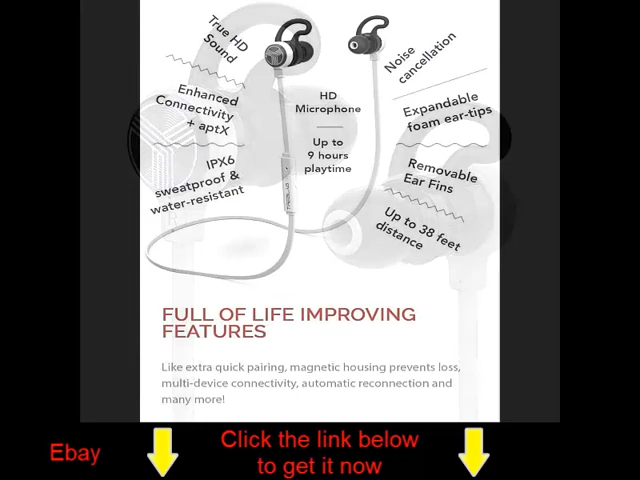 True HD
Sound
Noise
cancellation
Enhanced
Connectivity
+ aptX
HD
Microphone
Expandable
foam ear-tips
Up to
9 hours
playtime
IPX6
sweatproof &
water-resistant
Removable
Ear Fins
Up to 38 feet
distance
FULL OF LIFE IMPROVING
FEATURES
Like extra quick pairing, magnetic housing prevents loss,
multi-device connectivity, automatic reconnection and
many more!
Ebay
Click the link below
to get it now